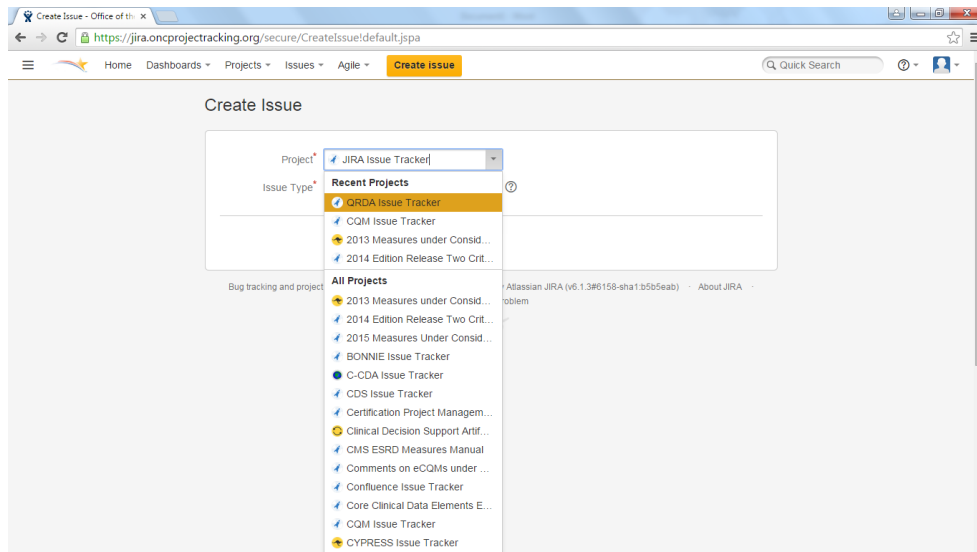 Create Issue - Office of th
https://jira.oncprojectracking.org/secure/CreateIssue!default.jspa
Home Dashboards Projects Issues Agile Create issue Quick Search
Create Issue
Project* JIRA Issue Tracker
Issue Type*
Recent Projects
QRDA Issue Tracker
CQM Issue Tracker
2013 Measures under Consid...
2014 Edition Release Two Crit...
All Projects
Bug tracking and project Atlassian JIRA (v6.1.3#6158-sha1:b5b5eab) · About JIRA ·
2013 Measures under Consid...
oblem
2014 Edition Release Two Crit...
2015 Measures Under Consid...
BONNIE Issue Tracker
C-CDA Issue Tracker
CDS Issue Tracker
Certification Project Managem...
Clinical Decision Support Artif...
CMS ESRD Measures Manual
Comments on eCQMs under ...
Confluence Issue Tracker
Core Clinical Data Elements E...
CQM Issue Tracker
CYPRESS Issue Tracker